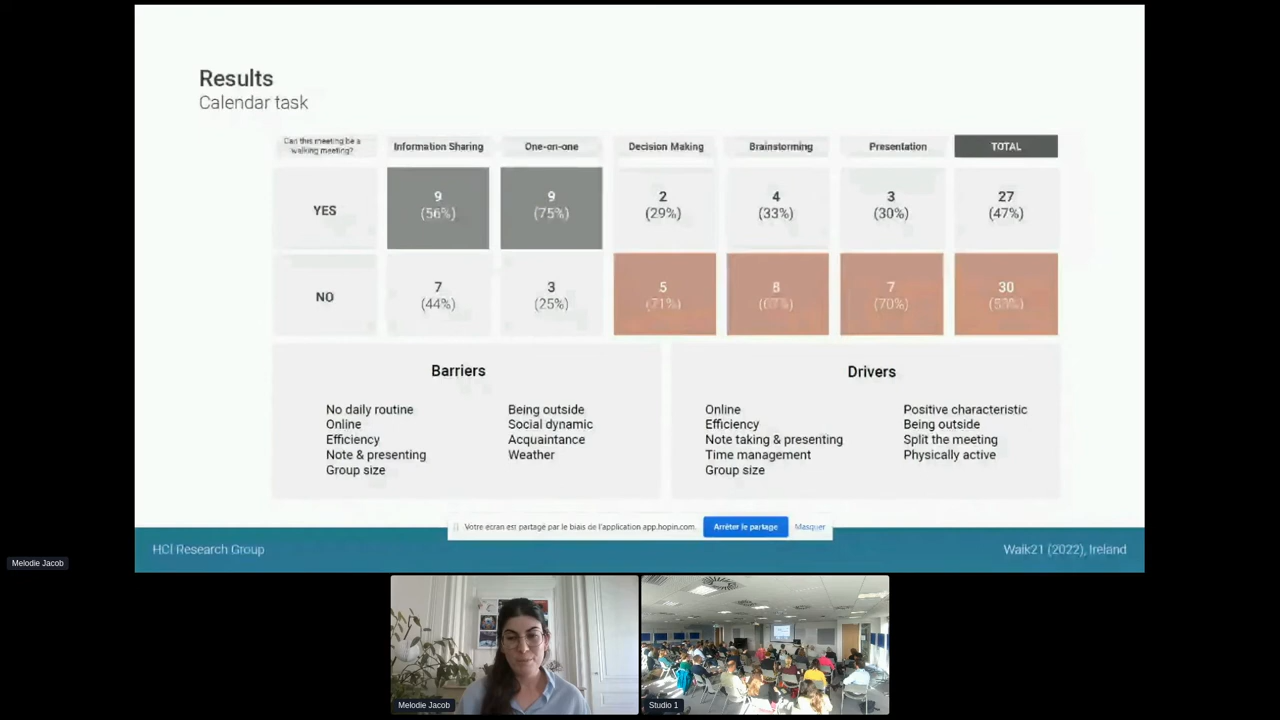 Results
Calendar task
Can this meeting be a
walking meeting?
Information Sharing
One-on-one
Decision Making
Brainstorming
Presentation
TOTAL
YES
9
(56%)
9
(75%)
2
(29%)
4
(33%)
3
(30%)
27
(47%)
NO
7
(44%)
3
(25%)
5
(71%)
8
(67%)
7
(70%)
30
(53%)
Barriers
No daily routine
Online
Efficiency
Note & presenting
Group size
Being outside
Social dynamic
Acquaintance
Weather
Drivers
Online
Efficiency
Note taking & presenting
Time management
Group size
Positive characteristic
Being outside
Split the meeting
Physically active
Votre écran est partagé par le biais de l'application app.hopin.com.
Arrêter le partage
Masquer
HCI Research Group
Walk21 (2022), Ireland
Melodie Jacob
Melodie Jacob
Studio 1